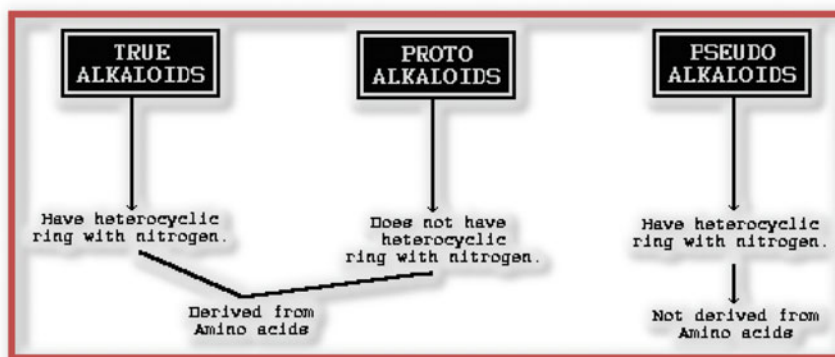 TRUE
ALKALOIDS
PROTO
ALKALOIDS
PSEUDO
ALKALOIDS
Have heterocyclic
ring with nitrogen.
Does not have
heterocyclic
ring with nitrogen.
Have heterocyclic
ring with nitrogen.
Derived from
Amino acids
Not derived from
Amino acids